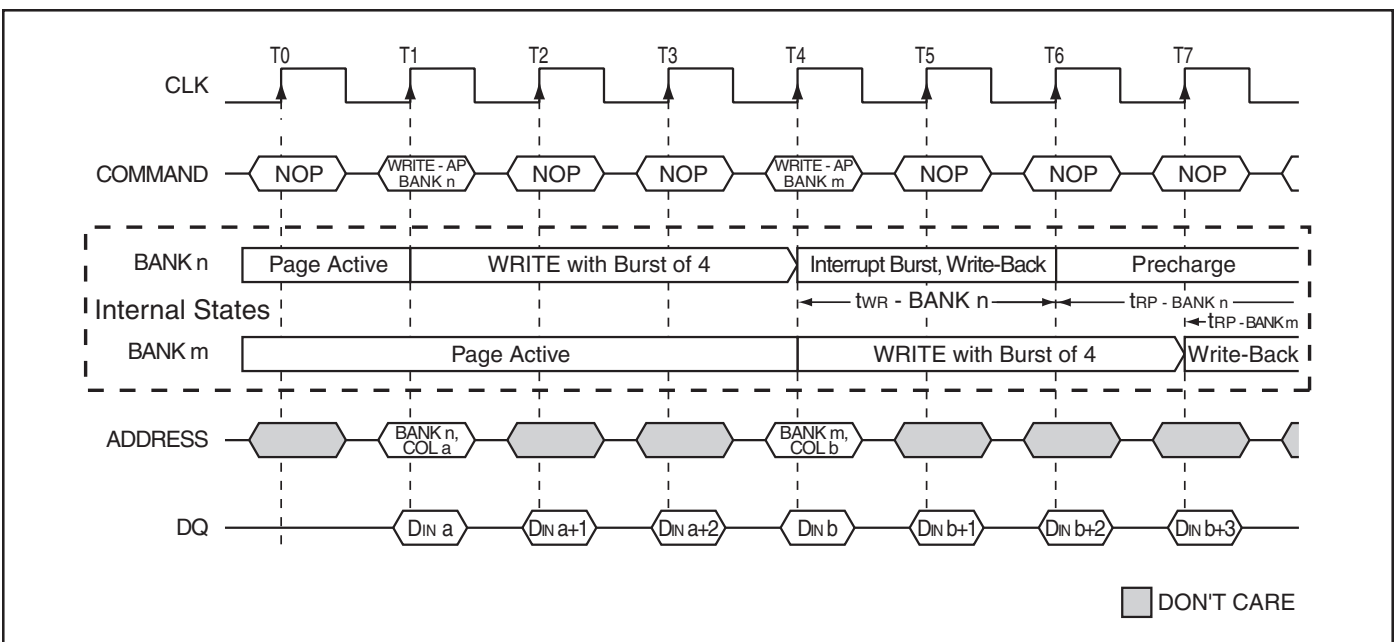 T0 T1 T2 T3 T4 T5 T6 T7
CLK
COMMAND NOP WRITE - AP BANK n NOP NOP WRITE - AP BANK m NOP NOP NOP
BANK n Page Active WRITE with Burst of 4 Interrupt Burst, Write-Back Precharge
tWR - BANK n tRP - BANK n
Internal States
tRP - BANK m
BANK m Page Active WRITE with Burst of 4 Write-Back
ADDRESS BANK n, COL a BANK m, COL b
DQ DIN a DIN a+1 DIN a+2 DIN b DIN b+1 DIN b+2 DIN b+3
DON'T CARE